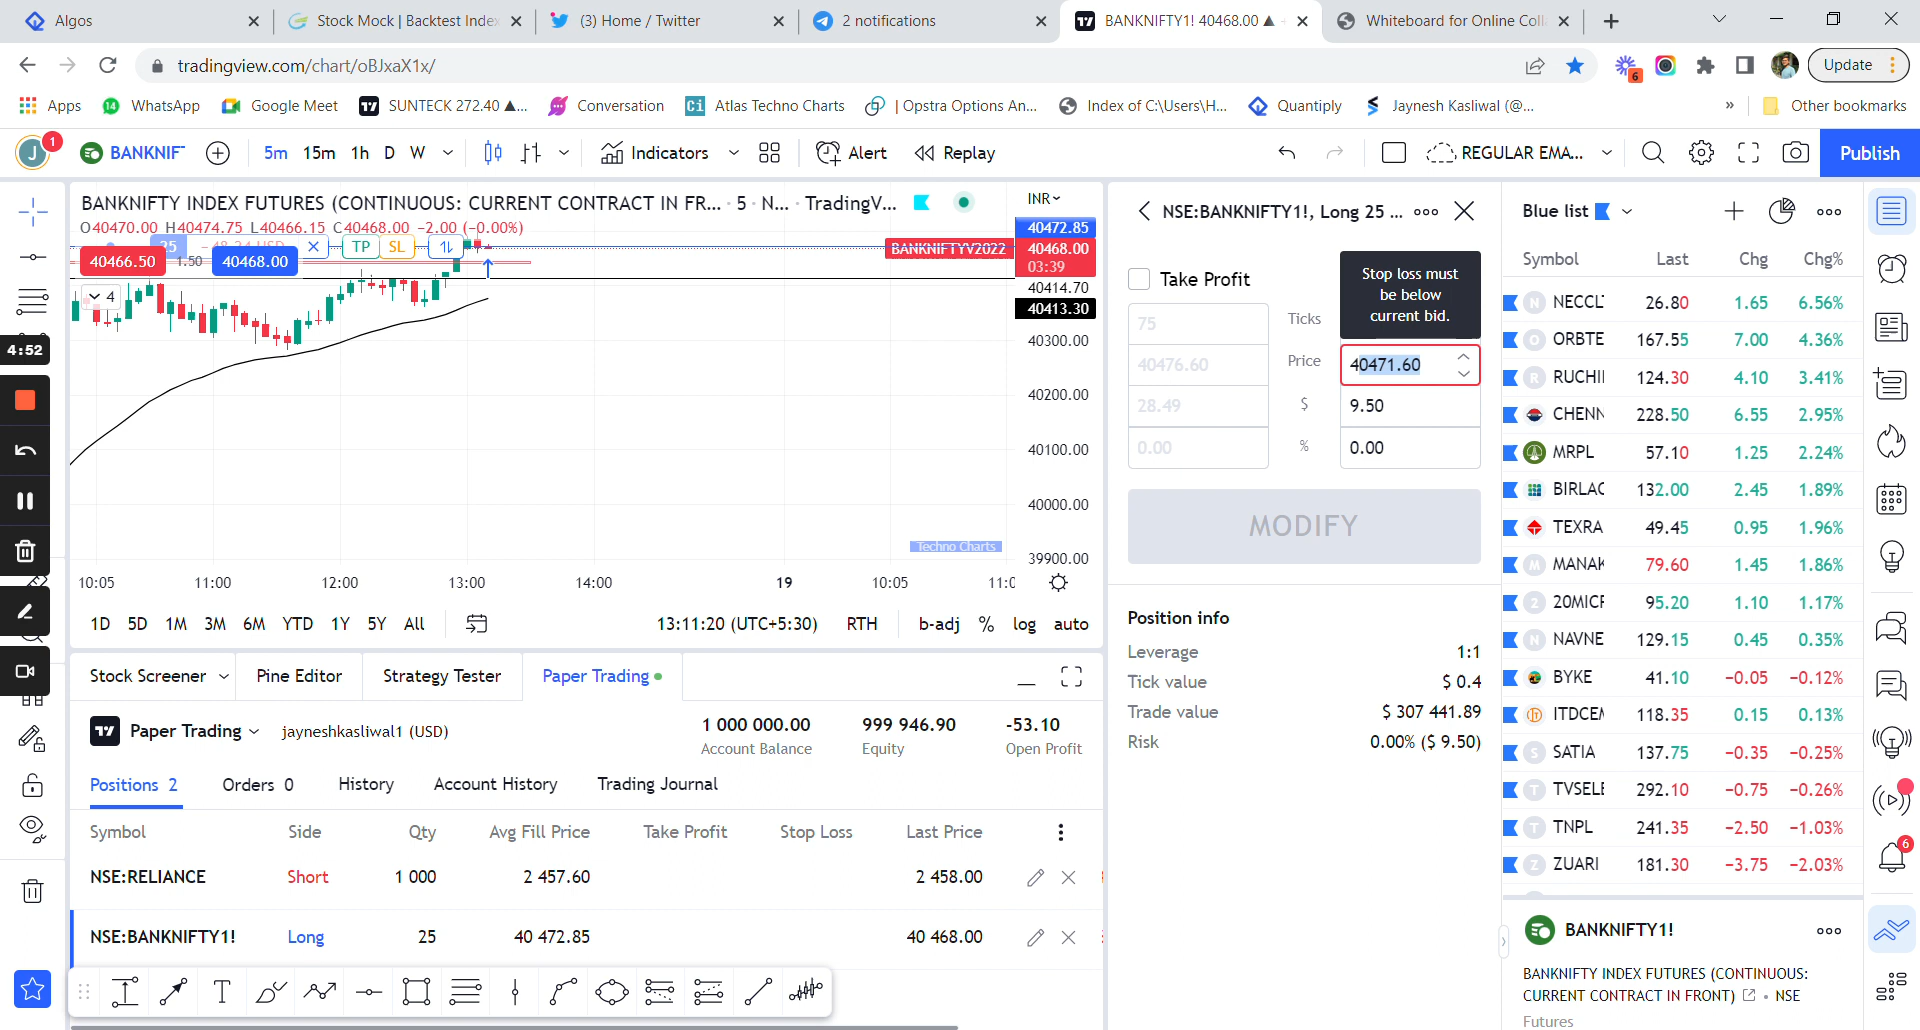 Algos
Stock Mock | Backtest Index
(3) Home / Twitter
2 notifications
BANKNIFTY1! 40468.00 ▲
Whiteboard for Online Coll
tradingview.com/chart/oBJxaX1x/
6
Update
Apps
14
WhatsApp
Google Meet
SUNTECK 272.40 ▲...
Conversation
Atlas Techno Charts
| Opstra Options An...
Index of C:\Users\H...
Quantiply
Jaynesh Kasliwal (@...
»
Other bookmarks
J
1
BANKNIF
5m 15m 1h D W
Indicators
Alert
Replay
REGULAR EMA...
Publish
BANKNIFTY INDEX FUTURES (CONTINUOUS: CURRENT CONTRACT IN FR... · 5 · N... · TradingV...
O40470.00 H40474.75 L40466.15 C40468.00 −2.00 (−0.00%)
25
TP
SL
40466.50
1.50
40468.00
4
BANKNIFTYV2022
INR
40472.85
40468.00
03:39
40414.70
40413.30
40300.00
40200.00
40100.00
40000.00
39900.00
Techno Charts
10:05 11:00 12:00 13:00 14:00 19 10:05
1D 5D 1M 3M 6M YTD 1Y 5Y All
13:11:20 (UTC+5:30)
RTH
b-adj % log auto
4:52
Stock Screener
Pine Editor
Strategy Tester
Paper Trading
Paper Trading
jayneshkasliwal1 (USD)
1 000 000.00
Account Balance
999 946.90
Equity
-53.10
Open Profit
Positions 2
Orders 0
History
Account History
Trading Journal
Symbol Side Qty Avg Fill Price Take Profit Stop Loss Last Price
NSE:RELIANCE Short 1 000 2 457.60 2 458.00
NSE:BANKNIFTY1! Long 25 40 472.85 40 468.00
NSE:BANKNIFTY1!, Long 25 ...
Take Profit
Stop loss must
be below
current bid.
75
Ticks
40476.60
Price
40471.60
28.49
$
9.50
0.00
%
0.00
MODIFY
Position info
Leverage 1:1
Tick value $ 0.4
Trade value $ 307 441.89
Risk 0.00% ($ 9.50)
Blue list
Symbol Last Chg Chg%
N NECCL 26.80 1.65 6.56%
O ORBTE 167.55 7.00 4.36%
R RUCHI 124.30 4.10 3.41%
CHENN 228.50 6.55 2.95%
MRPL 57.10 1.25 2.24%
BIRLAC 132.00 2.45 1.89%
TEXRA 49.45 0.95 1.96%
M MANAK 79.60 1.45 1.86%
2 20MICR 95.20 1.10 1.17%
N NAVNE 129.15 0.45 0.35%
BYKE 41.10 −0.05 −0.12%
ITDCEM 118.35 0.15 0.13%
S SATIA 137.75 −0.35 −0.25%
T TVSELE 292.10 −0.75 −0.26%
T TNPL 241.35 −2.50 −1.03%
Z ZUARI 181.30 −3.75 −2.03%
6
BANKNIFTY1!
BANKNIFTY INDEX FUTURES (CONTINUOUS:
CURRENT CONTRACT IN FRONT) • NSE
Futures